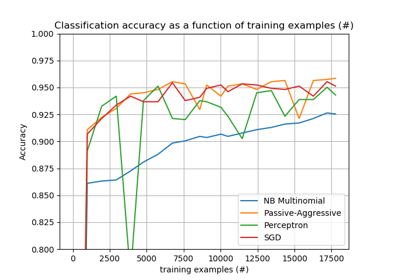 Classification accuracy as a function of training examples (#)
1.000
0.975
0.950
0.925
0.900
0.875
0.850
0.825
0.800
Accuracy
0
2500
5000
7500
10000
12500
15000
17500
training examples (#)
NB Multinomial
Passive-Aggressive
Perceptron
SGD